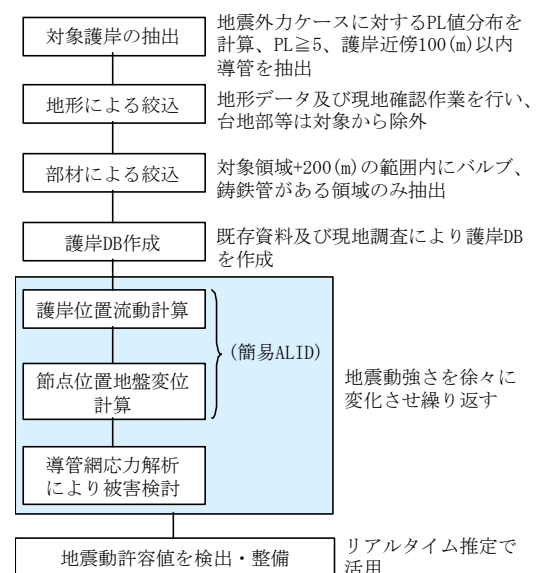 対象護岸の抽出
地震外力ケースに対するPL値分布を
計算、PL≧5、護岸近傍100(m)以内
導管を抽出
地形による絞込
地形データ及び現地確認作業を行い、
台地部等は対象から除外
部材による絞込
対象領域+200(m)の範囲内にバルブ、
鋳鉄管がある領域のみ抽出
護岸DB作成
既存資料及び現地調査により護岸DB
を作成
護岸位置流動計算
(簡易ALID)
節点位置地盤変位
計算
地震動強さを徐々に
変化させ繰り返す
導管網応力解析
により被害検討
地震動許容値を検出・整備
リアルタイム推定で
活用